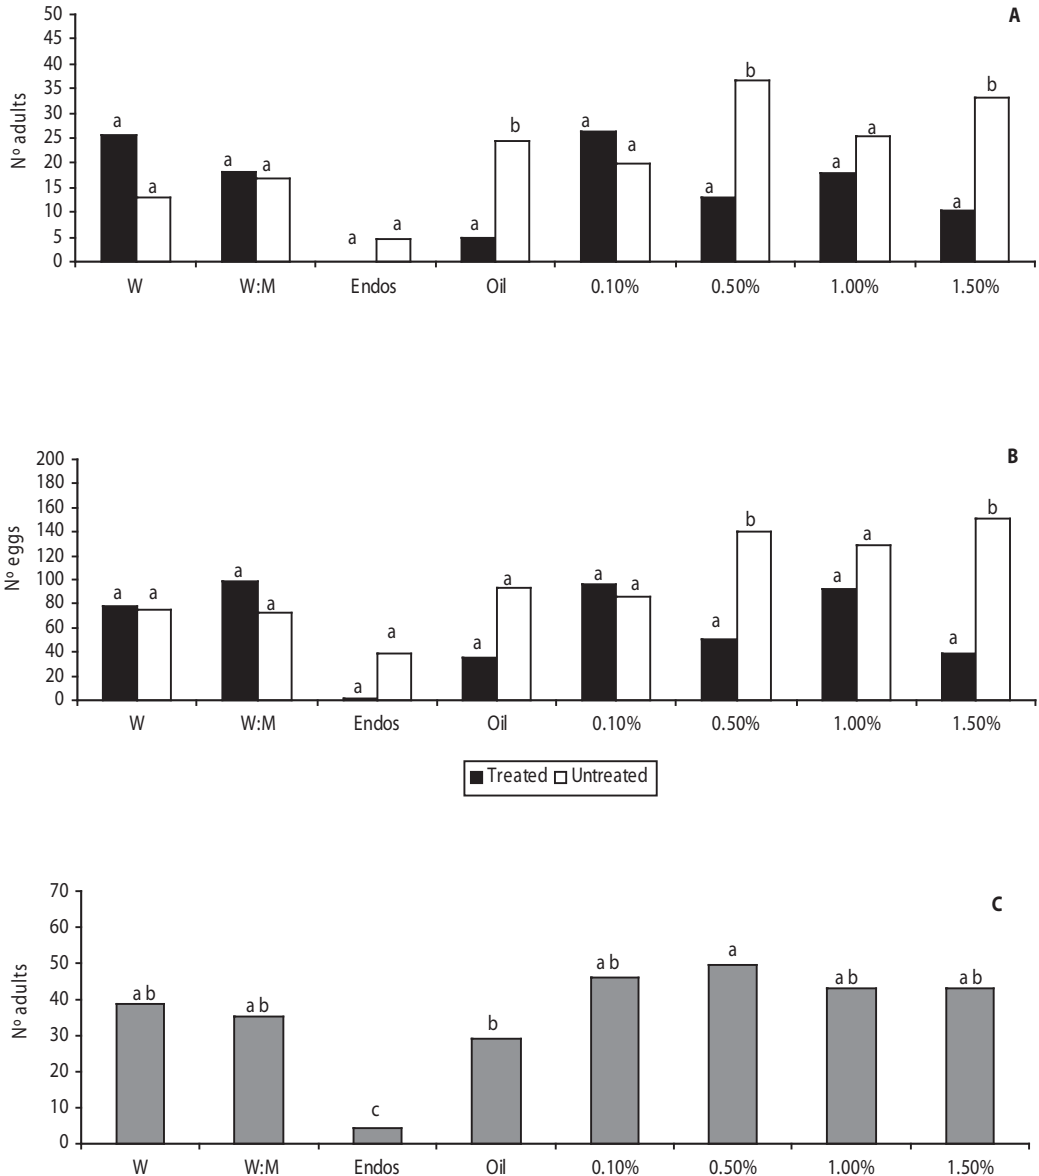 A
50
45
40
35
30
25
20
15
10
5
0
Nº adults
a a a a a a a b a a a b a a a b
W W:M Endos Oil 0.10% 0.50% 1.00% 1.50%
B
200
180
160
140
120
100
80
60
40
20
0
Nº eggs
a a a a a a a a a a a b a a a b
W W:M Endos Oil 0.10% 0.50% 1.00% 1.50%
Treated Untreated
C
70
60
50
40
30
20
10
0
Nº adults
a b a b c b a b a a b a b
W W:M Endos Oil 0.10% 0.50% 1.00% 1.50%